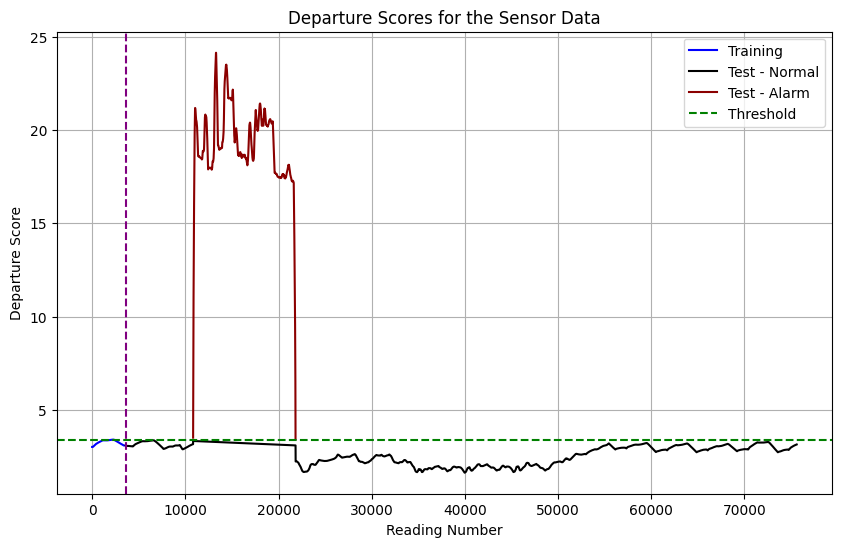 Departure Scores for the Sensor Data
25
20
15
10
5
Departure Score
Training
Test - Normal
Test - Alarm
Threshold
0 10000 20000 30000 40000 50000 60000 70000
Reading Number